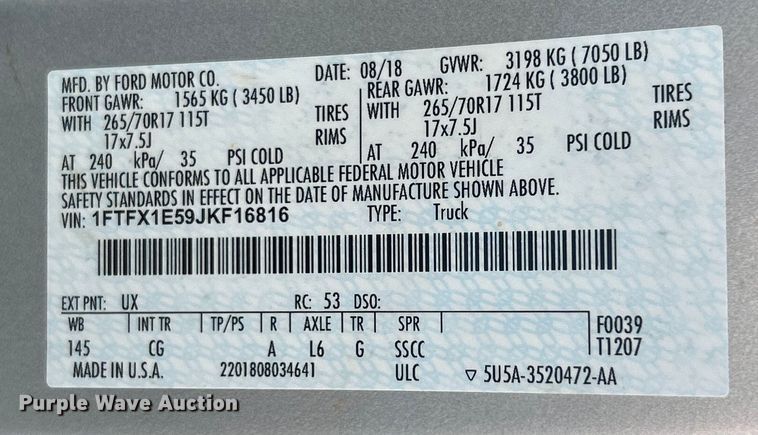 MFD. BY FORD MOTOR CO. DATE: 08/18 GVWR: 3198 KG ( 7050 LB)
FRONT GAWR: 1565 KG ( 3450 LB) REAR GAWR: 1724 KG ( 3800 LB)
WITH 265/70R17 115T TIRES WITH 265/70R17 115T TIRES
17x7.5J RIMS 17x7.5J RIMS
AT 240 kPa/ 35 PSI COLD AT 240 kPa/ 35 PSI COLD
THIS VEHICLE CONFORMS TO ALL APPLICABLE FEDERAL MOTOR VEHICLE
SAFETY STANDARDS IN EFFECT ON THE DATE OF MANUFACTURE SHOWN ABOVE.
VIN: 1FTFX1E59JKF16816 TYPE: Truck
EXT PNT: UX RC: 53 DSO:
WB INT TR TP/PS R AXLE TR SPR F0039
145 CG A L6 G SSCC T1207
MADE IN U.S.A. 2201808034641 ULC ▽ 5U5A-3520472-AA
Purple Wave Auction